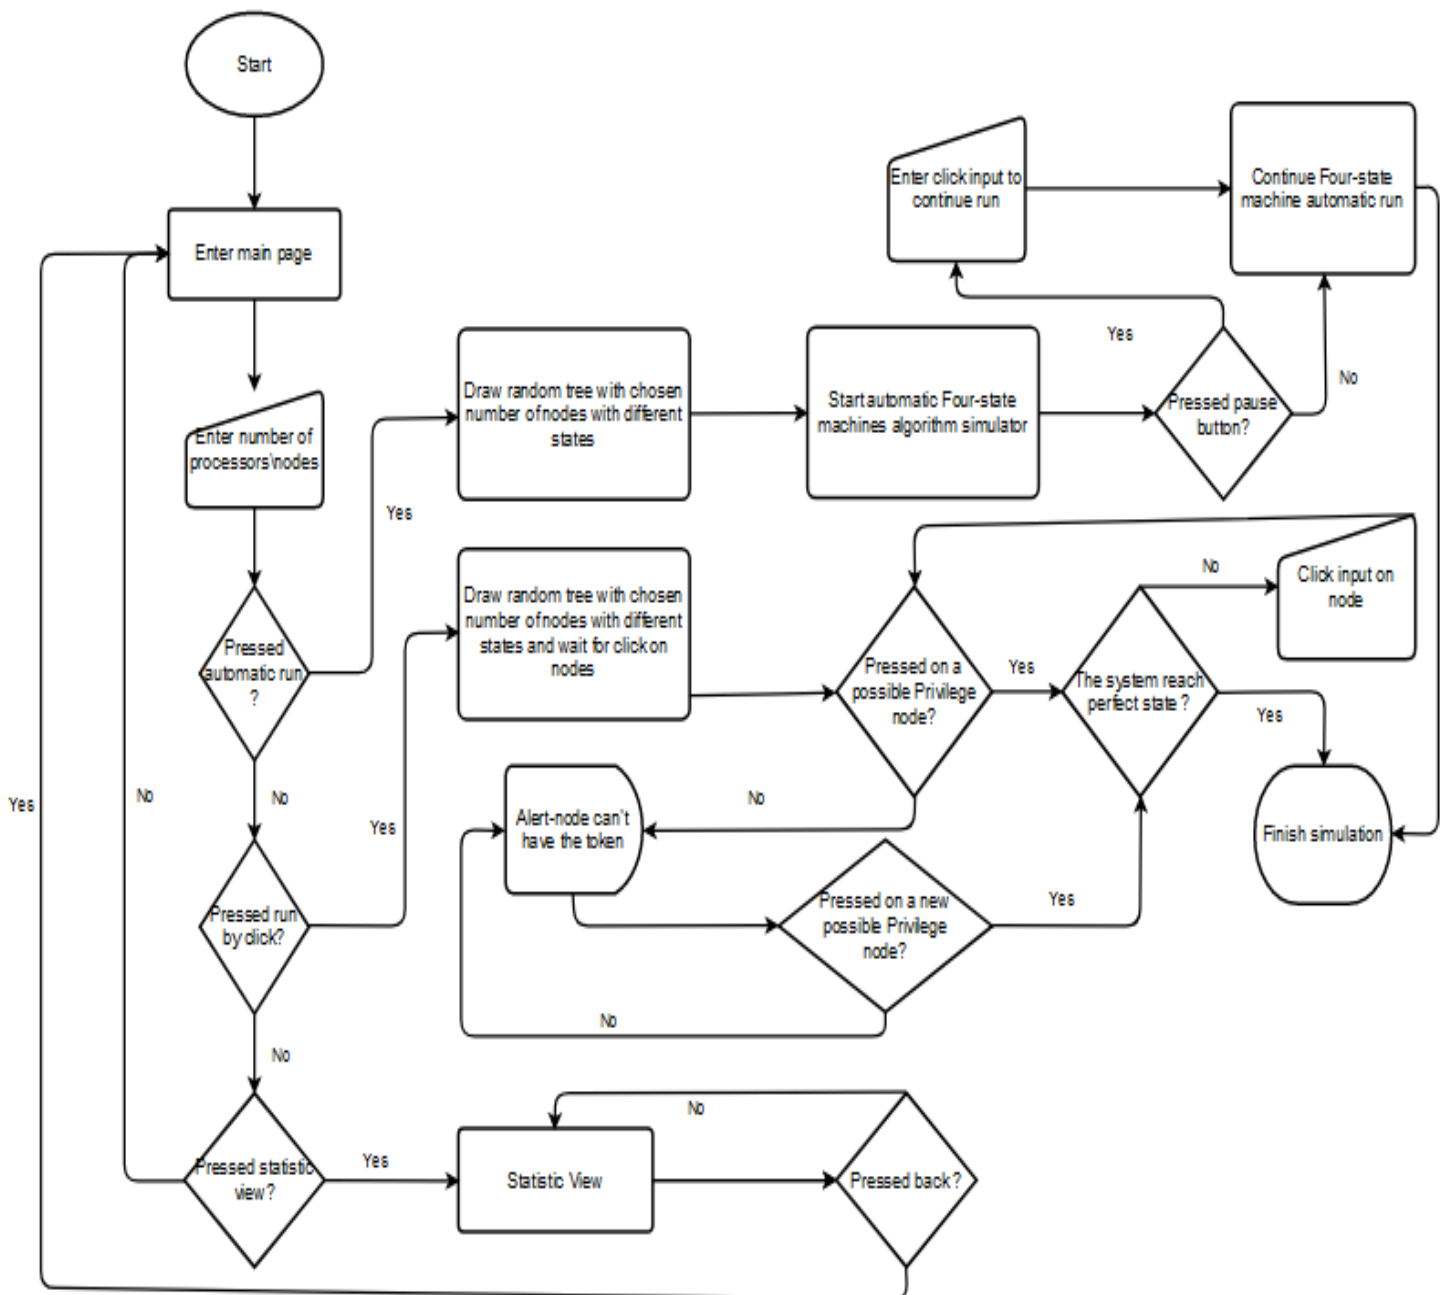 Start
Enter main page
Enter number of
processors\nodes
Pressed
automatic run
?
Yes
No
Pressed run
by click?
Yes
No
Pressed statistic
view?
Yes
No
Yes
Draw random tree with chosen
number of nodes with different
states
Start automatic Four-state
machines algorithm simulator
Pressed pause
button?
Yes
No
Enter click input to
continue run
Continue Four-state
machine automatic run
Draw random tree with chosen
number of nodes with different
states and wait for click on
nodes
Pressed on a
possible Privilege
node?
Yes
No
The system reach
perfect state?
No
Yes
Click input on
node
Finish simulation
Alert-node can't
have the token
Pressed on a new
possible Privilege
node?
Yes
No
Statistic View
Pressed back?
No